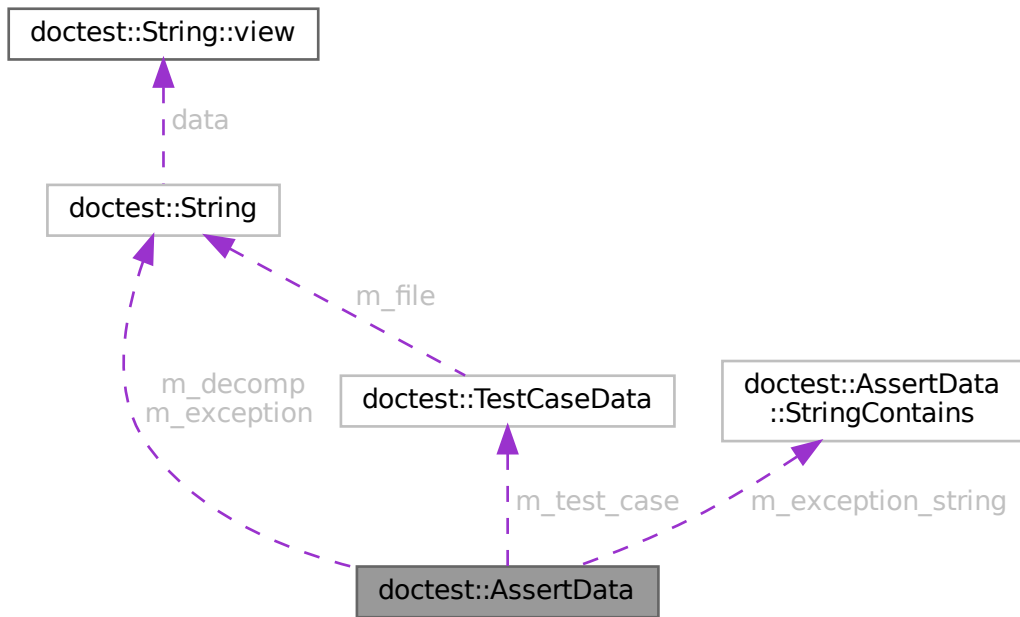 doctest::String::view
data
doctest::String
m_file
m_decomp
m_exception
doctest::TestCaseData
doctest::AssertData
::StringContains
m_test_case
m_exception_string
doctest::AssertData